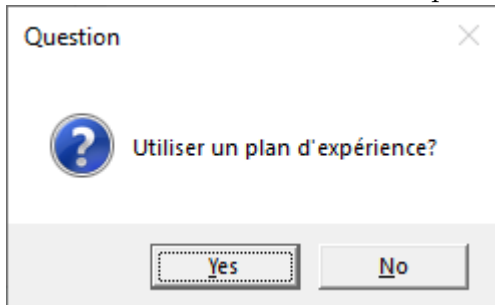 Question
Utiliser un plan d'expérience?
Yes
No